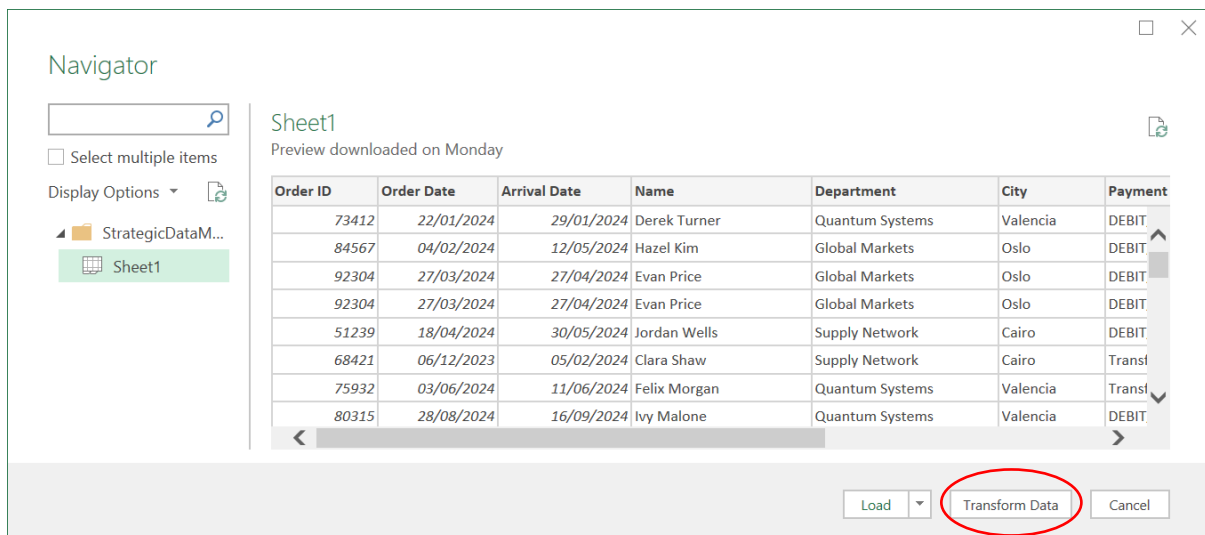 Navigator
Select multiple items
Display Options
StrategicDataM...
Sheet1
Sheet1
Preview downloaded on Monday
Order ID Order Date Arrival Date Name Department City Payment
73412 22/01/2024 29/01/2024 Derek Turner Quantum Systems Valencia DEBIT
84567 04/02/2024 12/05/2024 Hazel Kim Global Markets Oslo DEBIT
92304 27/03/2024 27/04/2024 Evan Price Global Markets Oslo DEBIT
92304 27/03/2024 27/04/2024 Evan Price Global Markets Oslo DEBIT
51239 18/04/2024 30/05/2024 Jordan Wells Supply Network Cairo DEBIT
68421 06/12/2023 05/02/2024 Clara Shaw Supply Network Cairo Transf
75932 03/06/2024 11/06/2024 Felix Morgan Quantum Systems Valencia Transf
80315 28/08/2024 16/09/2024 Ivy Malone Quantum Systems Valencia DEBIT
Load Transform Data Cancel